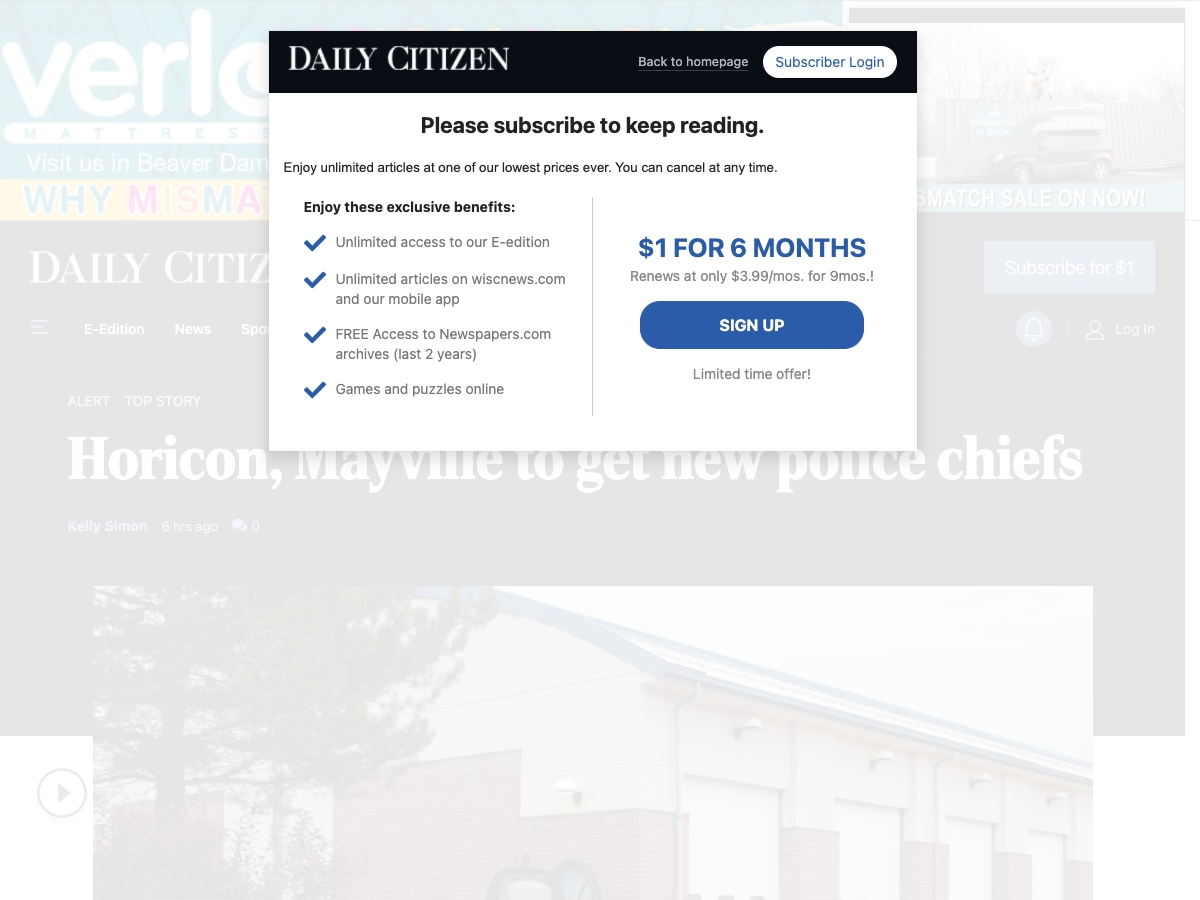 verlo
MATTRESS
Visit us in Beaver Dam
WHY MISMAT
DAILY CITIZEN
Back to homepage
Subscriber Login
Please subscribe to keep reading.
Enjoy unlimited articles at one of our lowest prices ever. You can cancel at any time.
Enjoy these exclusive benefits:
Unlimited access to our E-edition
Unlimited articles on wiscnews.com
and our mobile app
FREE Access to Newspapers.com
archives (last 2 years)
Games and puzzles online
$1 FOR 6 MONTHS
Renews at only $3.99/mos. for 9mos.!
SIGN UP
Limited time offer!
SMATCH SALE ON NOW!
DAILY CITIZ
Subscribe for $1
E-Edition
News
Spo
Log In
ALERT TOP STORY
Horicon, Mayville to get new police chiefs
Kelly Simon 6 hrs ago 0